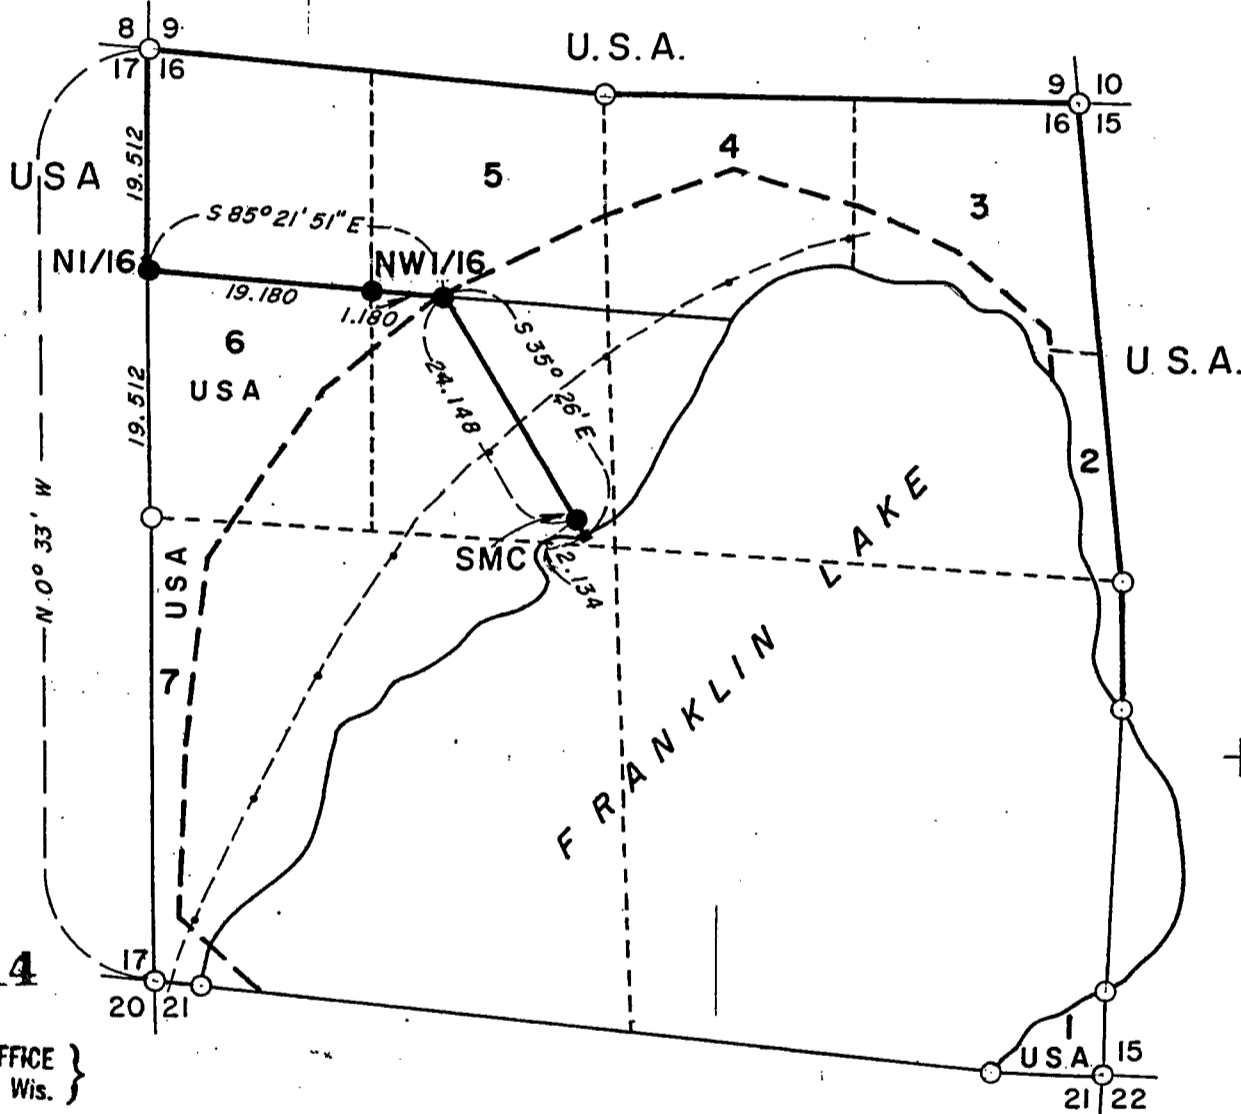 8 9
17 16
U.S.A.
9 10
16 15
USA
19.512
5
4
3
S 85° 21' 51" E
N1/16
NW1/16
19.180
1.180
6
USA
S 35° 26' E
24.148
U.S.A.
19.512
2
N 0° 33' W
SMC
2.134
USA
7
FRANKLIN LAKE
17
20 21
4
1
USA
15
21 22
FFICE
Wis. }